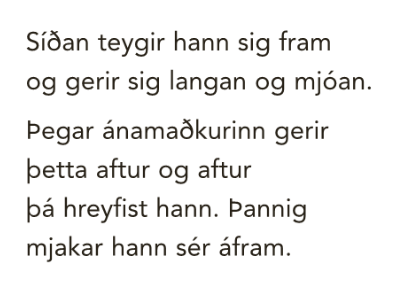 Síðan teygir hann sig fram
og gerir sig langan og mjóan.
Þegar ánamaðkurinn gerir
þetta aftur og aftur
þá hreyfist hann. Þannig
mjakar hann sér áfram.